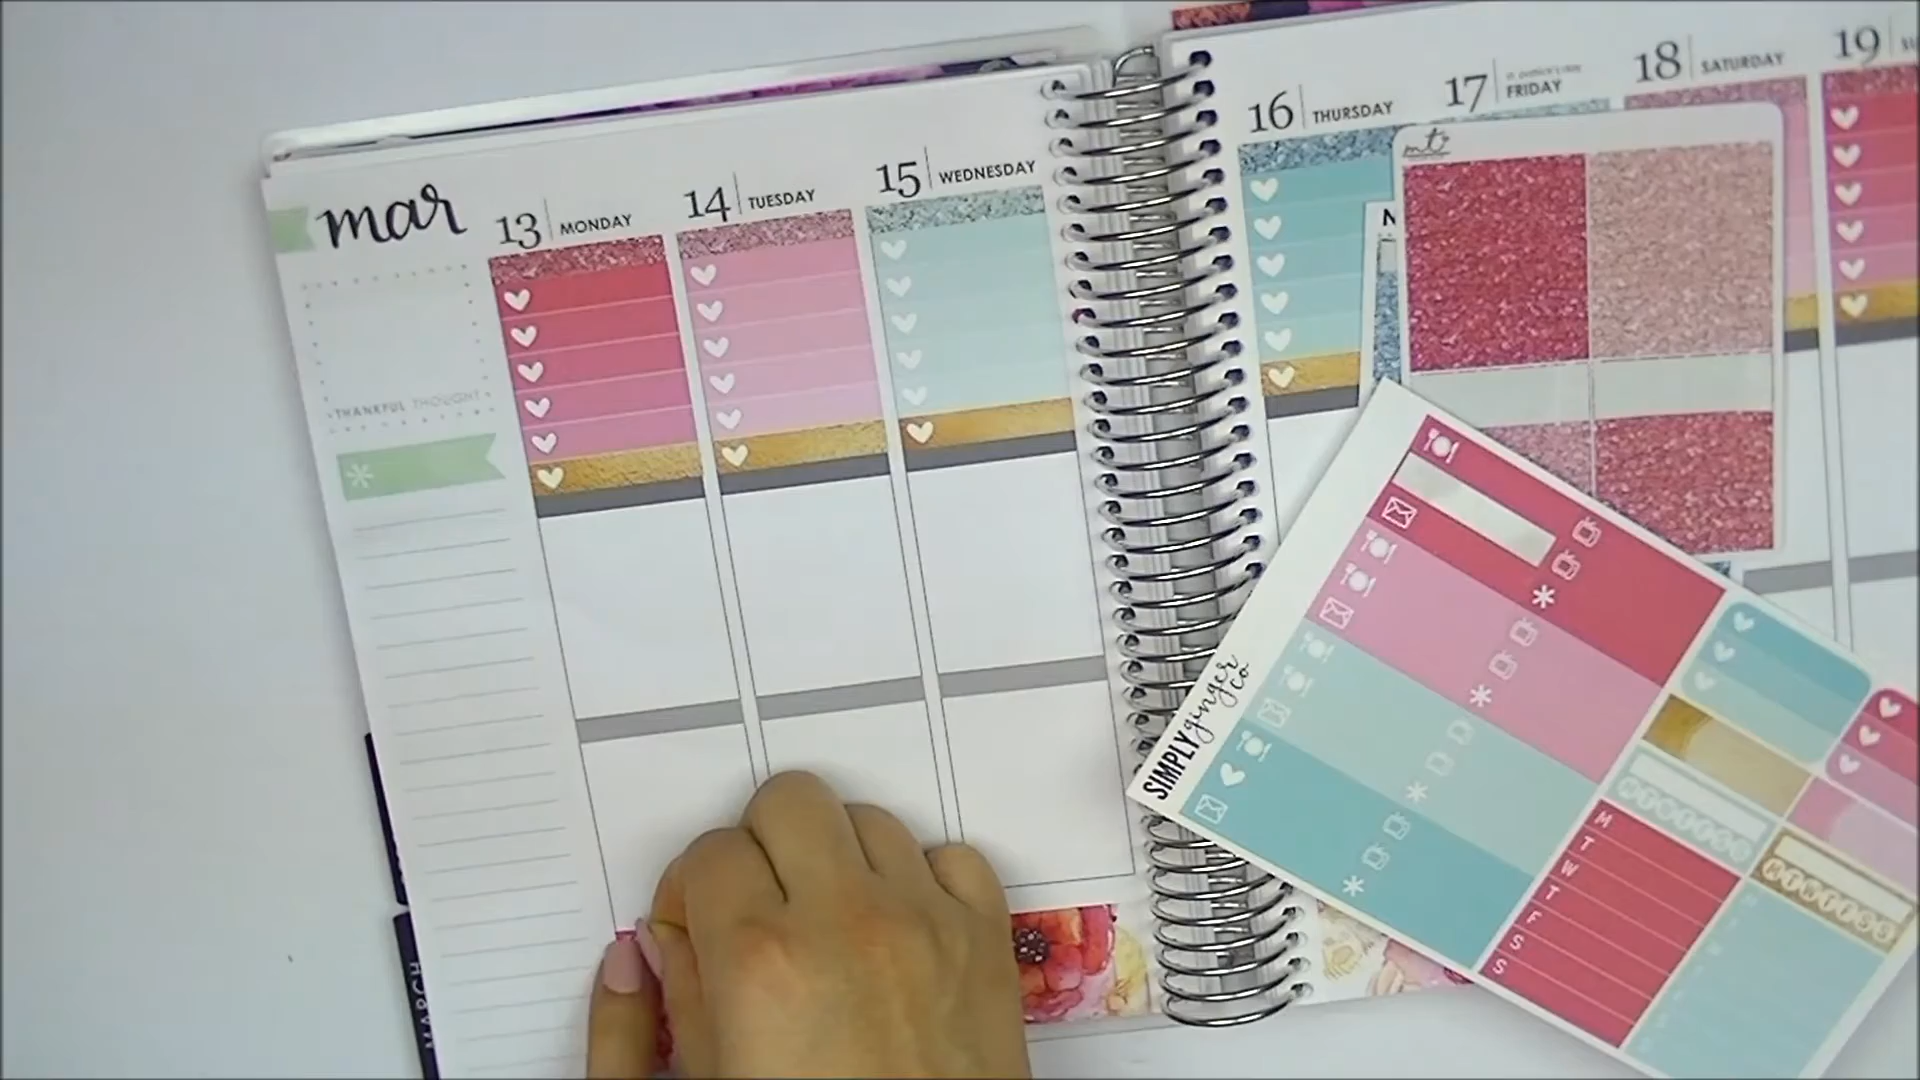 mar
13 MONDAY
14 TUESDAY
15 WEDNESDAY
16 THURSDAY
17 FRIDAY
18 SATURDAY
19
THANKFUL THOUGHT
MARCH
N
SIMPLY ginger co
M
T
W
T
F
S
S